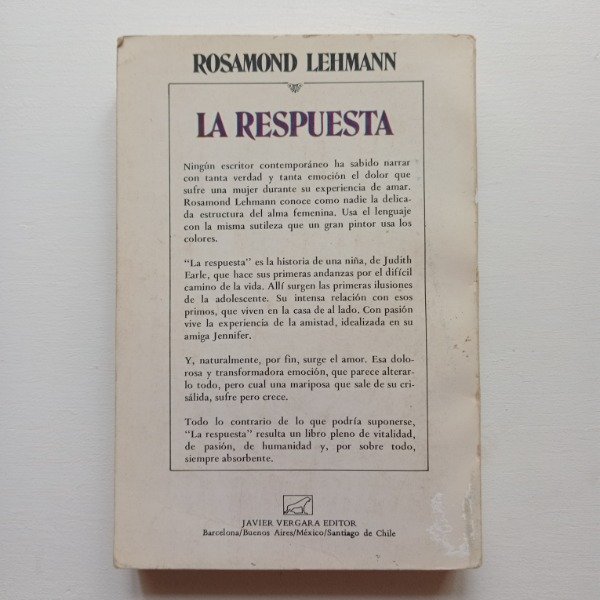 ROSAMOND LEHMANN
LA RESPUESTA
Ningún escritor contemporáneo ha sabido narrar
con tanta verdad y tanta emoción el dolor que
sufre una mujer durante su experiencia de amar.
Rosamond Lehmann conoce como nadie la delica-
da estructura del alma femenina. Usa el lenguaje
con la misma sutileza que un gran pintor usa los
colores.
“La respuesta” es la historia de una niña, de Judith
Earle, que hace sus primeras andanzas por el difícil
camino de la vida. Allí surgen las primeras ilusiones
de la adolescente. Su intensa relación con esos
primos, que viven en la casa de al lado. Con pasión
vive la experiencia de la amistad, idealizada en su
amiga Jennifer.
Y, naturalmente, por fin, surge el amor. Esa dolo-
rosa y transformadora emoción, que parece alterar-
lo todo, pero cual una mariposa que sale de su cri-
sálida, sufre pero crece.
Todo lo contrario de lo que podría suponerse,
“La respuesta” resulta un libro pleno de vitalidad,
de pasión, de humanidad y, por sobre todo,
siempre absorbente.
JAVIER VERGARA EDITOR
Barcelona/Buenos Aires/México/Santiago de Chile